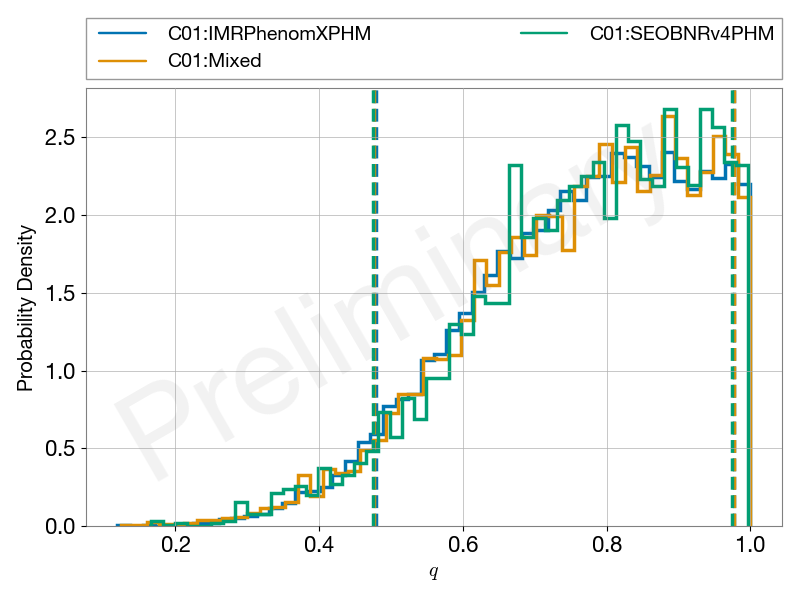 C01:IMRPhenomXPHM
C01:SEOBNRv4PHM
C01:Mixed
Preliminary
Probability Density
2.5
2.0
1.5
1.0
0.5
0.0
0.2
0.4
0.6
0.8
1.0
q